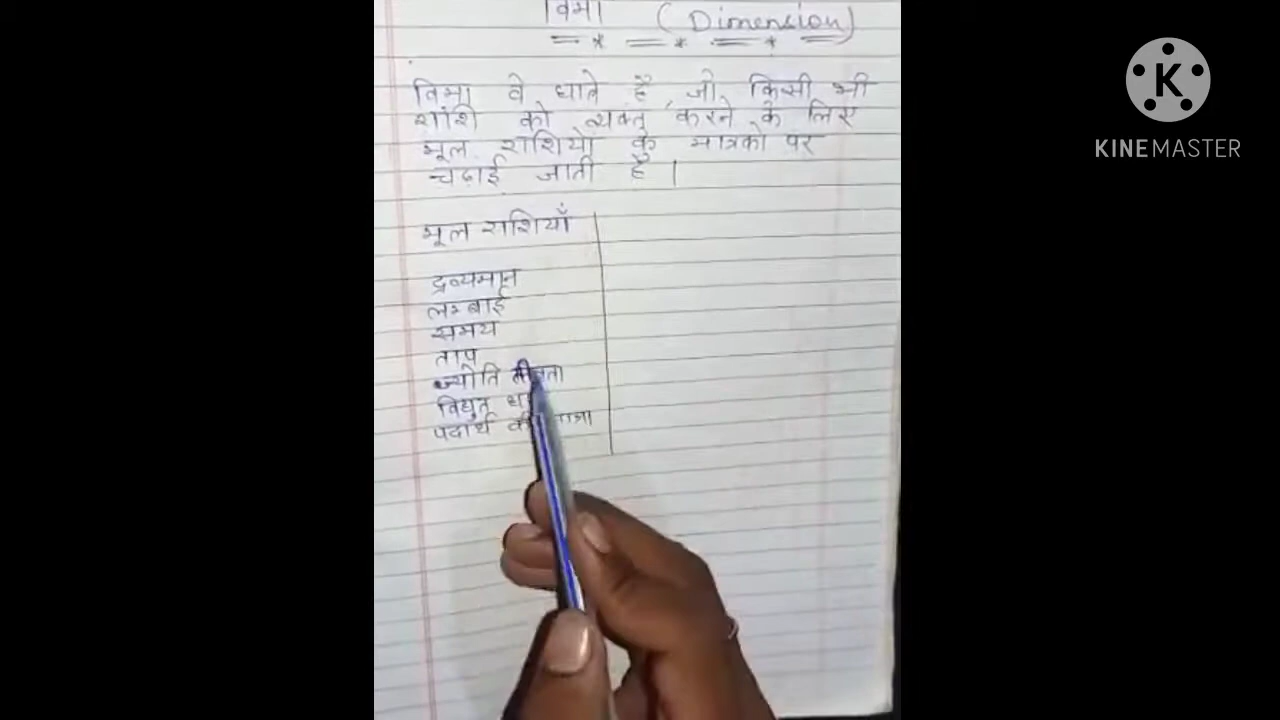 विमा (Dimension)
विमा वे घाते है जो किसी भी
राशि को व्यक्त करने के लिए
मूल राशियो के मात्रको पर
चढ़ाई जाती है |
मूल राशियाँ
द्रव्यमान
लम्बाई
समय
ताप
ज्योति
विद्युत
पदार्थ
K
KINEMASTER